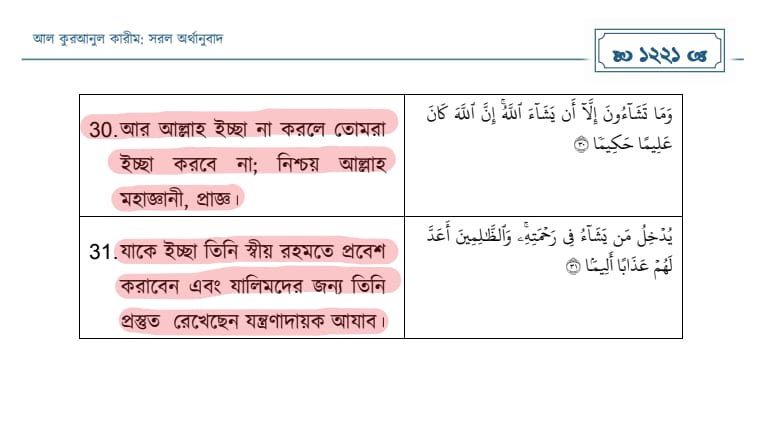 আল কুরআনুল কারীম: সরল অর্থানুবাদ
১২২১
30. আর আল্লাহ ইচ্ছা না করলে তোমরা
ইচ্ছা করবে না; নিশ্চয় আল্লাহ
মহাজ্ঞানী, প্রাজ্ঞ।
وَمَا تَشَآءُونَ إِلَّآ أَن يَشَآءَ ٱللَّهُۚ إِنَّ ٱللَّهَ كَانَ
عَلِيمًا حَكِيمٗا ٣٠
31. যাকে ইচ্ছা তিনি স্বীয় রহমতে প্রবেশ
করাবেন এবং যালিমদের জন্য তিনি
প্রস্তুত রেখেছেন যন্ত্রণাদায়ক আযাব।
يُدۡخِلُ مَن يَشَآءُ فِي رَحۡمَتِهِۦۚ وَٱلظَّٰلِمِينَ أَعَدَّ
لَهُمۡ عَذَابًا أَلِيمَۢا ٣١